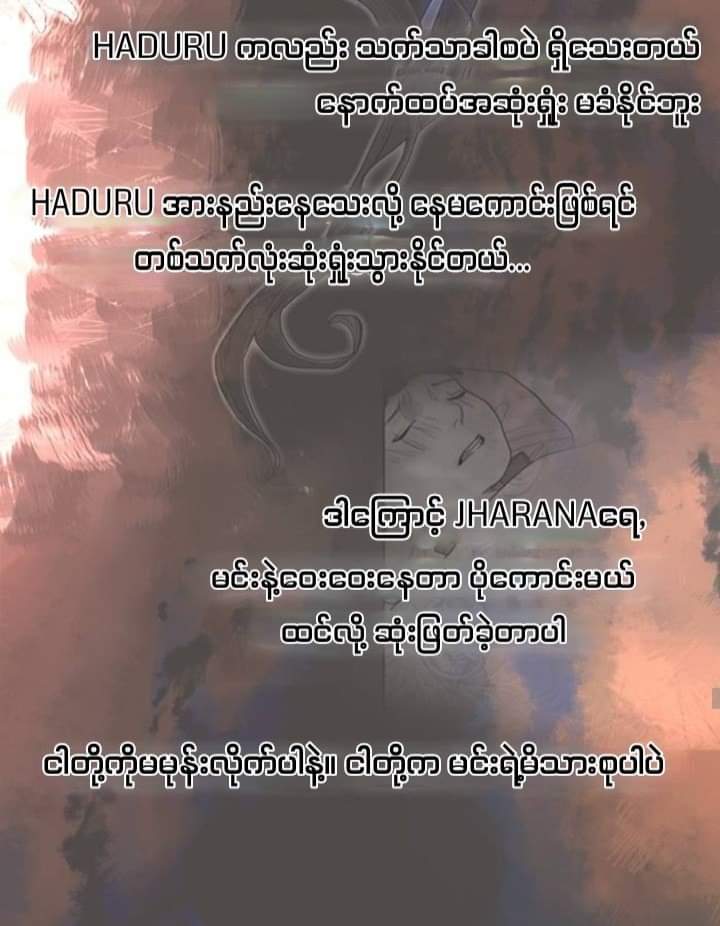 HADURU ကလည်း သက်သာခါစပဲ ရှိသေးတယ်
နောက်ထပ်အဆုံးရှုံး မခံနိုင်ဘူး
HADURU အားနည်းနေသေးလို့ နေမကောင်းဖြစ်ရင်
တစ်သက်လုံးဆုံးရှုံးသွားနိုင်တယ်...
ဒါကြောင့် JHARANAရေ,
မင်းနဲ့ဝေးဝေးနေတာ ပိုကောင်းမယ်
ထင်လို့ ဆုံးဖြတ်ခဲ့တာပါ
ငါတို့ကိုမမုန်းလိုက်ပါနဲ့။ ငါတို့က မင်းရဲ့မိသားစုပါပဲ